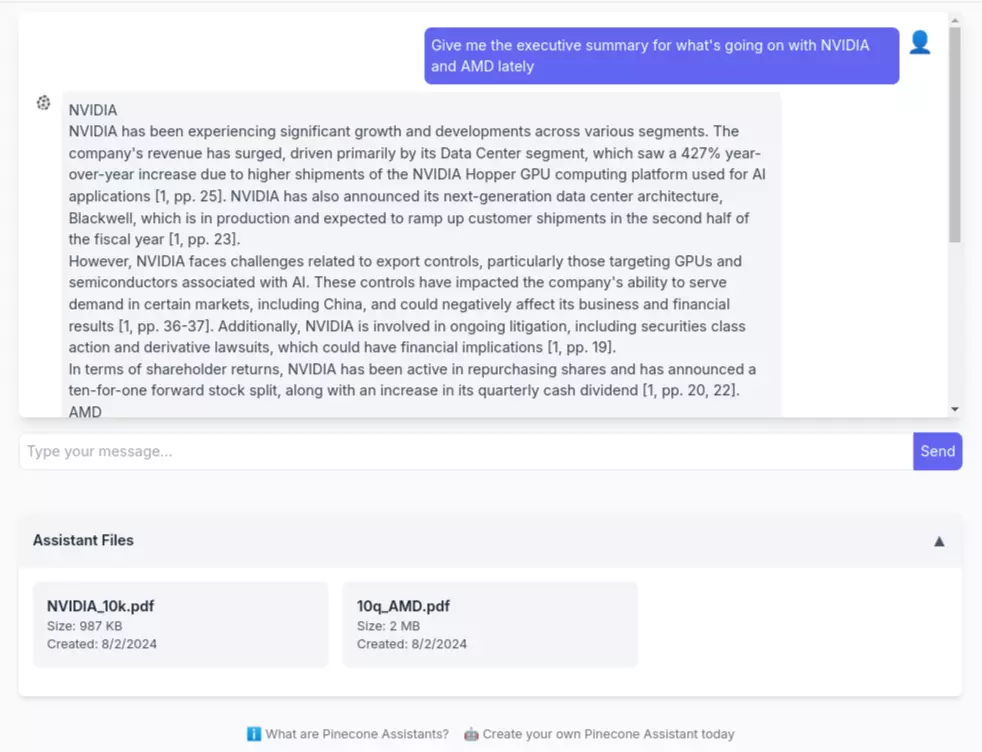 Give me the executive summary for what's going on with NVIDIA
and AMD lately
NVIDIA
NVIDIA has been experiencing significant growth and developments across various segments. The
company's revenue has surged, driven primarily by its Data Center segment, which saw a 427% year-
over-year increase due to higher shipments of the NVIDIA Hopper GPU computing platform used for AI
applications [1, pp. 25]. NVIDIA has also announced its next-generation data center architecture,
Blackwell, which is in production and expected to ramp up customer shipments in the second half of
the fiscal year [1, pp. 23].
However, NVIDIA faces challenges related to export controls, particularly those targeting GPUs and
semiconductors associated with AI. These controls have impacted the company's ability to serve
demand in certain markets, including China, and could negatively affect its business and financial
results [1, pp. 36-37]. Additionally, NVIDIA is involved in ongoing litigation, including securities class
action and derivative lawsuits, which could have financial implications [1, pp. 19].
In terms of shareholder returns, NVIDIA has been active in repurchasing shares and has announced a
ten-for-one forward stock split, along with an increase in its quarterly cash dividend [1, pp. 20, 22].
AMD
Type your message...
Send
Assistant Files
▲
NVIDIA_10k.pdf
Size: 987 KB
Created: 8/2/2024
10q_AMD.pdf
Size: 2 MB
Created: 8/2/2024
ℹ️ What are Pinecone Assistants? 🤖 Create your own Pinecone Assistant today